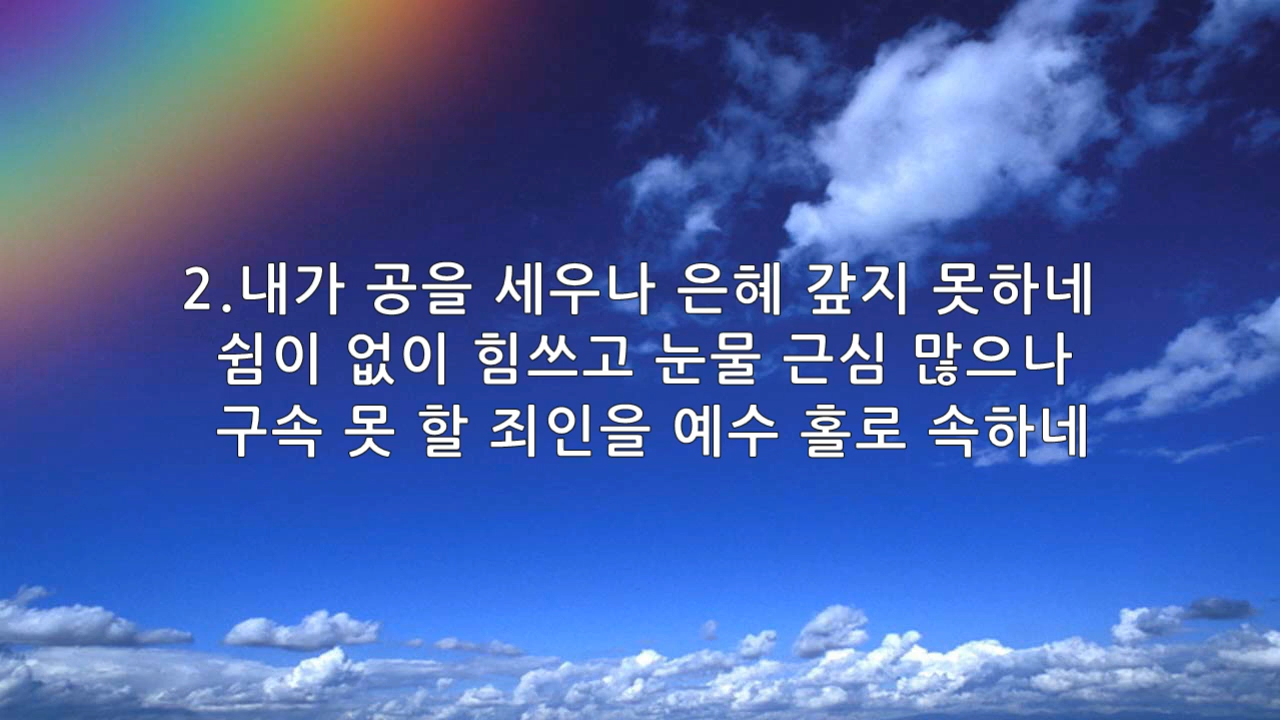 2.내가 공을 세우나 은혜 갚지 못하네
쉼이 없이 힘쓰고 눈물 근심 많으나
구속 못 할 죄인을 예수 홀로 속하네